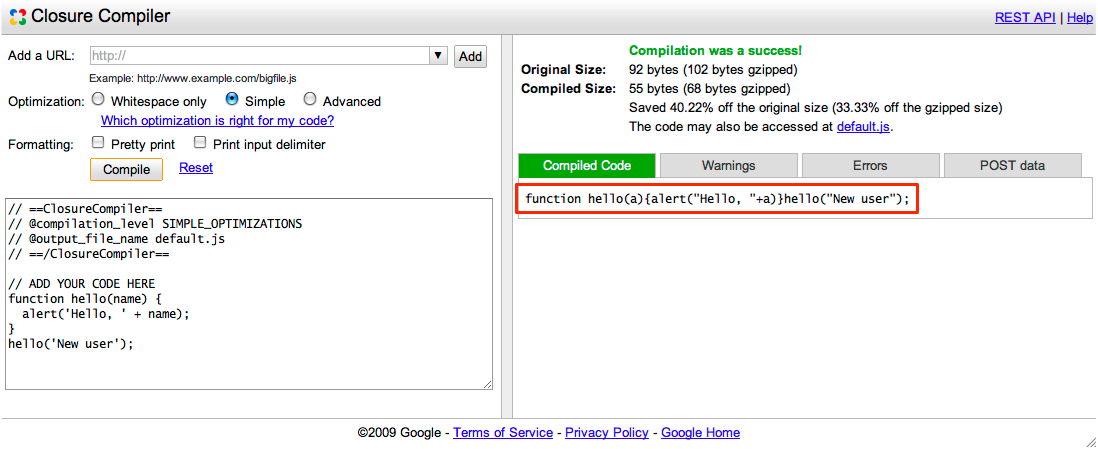 Closure Compiler
REST API | Help
Add a URL: http:// ▼ Add
Example: http://www.example.com/bigfile.js
Optimization: Whitespace only Simple Advanced
Which optimization is right for my code?
Formatting: Pretty print Print input delimiter
Compile Reset
// ==ClosureCompiler==
// @compilation_level SIMPLE_OPTIMIZATIONS
// @output_file_name default.js
// ==/ClosureCompiler==
// ADD YOUR CODE HERE
function hello(name) {
  alert('Hello, ' + name);
}
hello('New user');
Compilation was a success!
Original Size: 92 bytes (102 bytes gzipped)
Compiled Size: 55 bytes (68 bytes gzipped)
Saved 40.22% off the original size (33.33% off the gzipped size)
The code may also be accessed at default.js.
Compiled Code Warnings Errors POST data
function hello(a){alert("Hello, "+a)}hello("New user");
©2009 Google - Terms of Service - Privacy Policy - Google Home